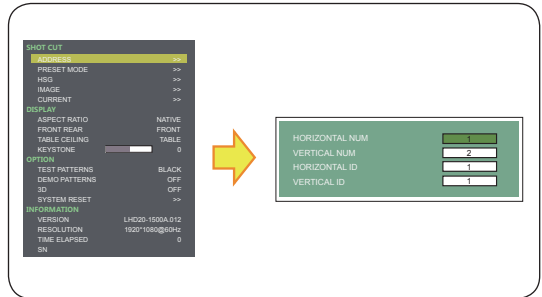 SHOT CUT
ADDRESS >>
PRESET MODE >>
HSG >>
IMAGE >>
CURRENT >>
DISPLAY
ASPECT RATIO NATIVE
FRONT REAR FRONT
TABLE CEILING TABLE
KEYSTONE 0
OPTION
TEST PATTERNS BLACK
DEMO PATTERNS OFF
3D OFF
SYSTEM RESET >>
INFORMATION
VERSION LHD20-1500A.012
RESOLUTION 1920*1080@60Hz
TIME ELAPSED 0
SN
HORIZONTAL NUM 1
VERTICAL NUM 2
HORIZONTAL ID 1
VERTICAL ID 1